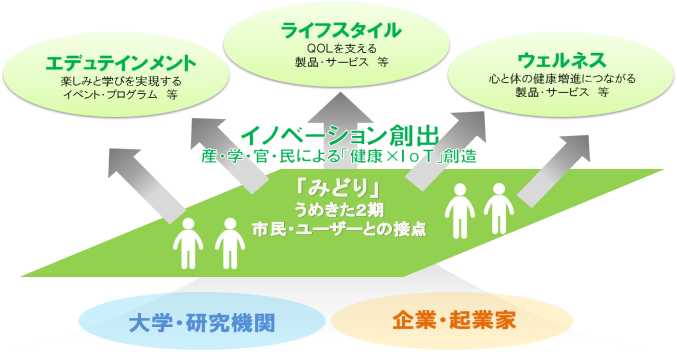 ライフスタイル
QOLを支える
製品・サービス　等
エデュテインメント
楽しみと学びを実現する
イベント・プログラム　等
ウェルネス
心と体の健康増進につながる
製品・サービス　等
イノベーション創出
産・学・官・民による「健康×IoT」創造
「みどり」
うめきた2期
市民・ユーザーとの接点
大学・研究機関
企業・起業家